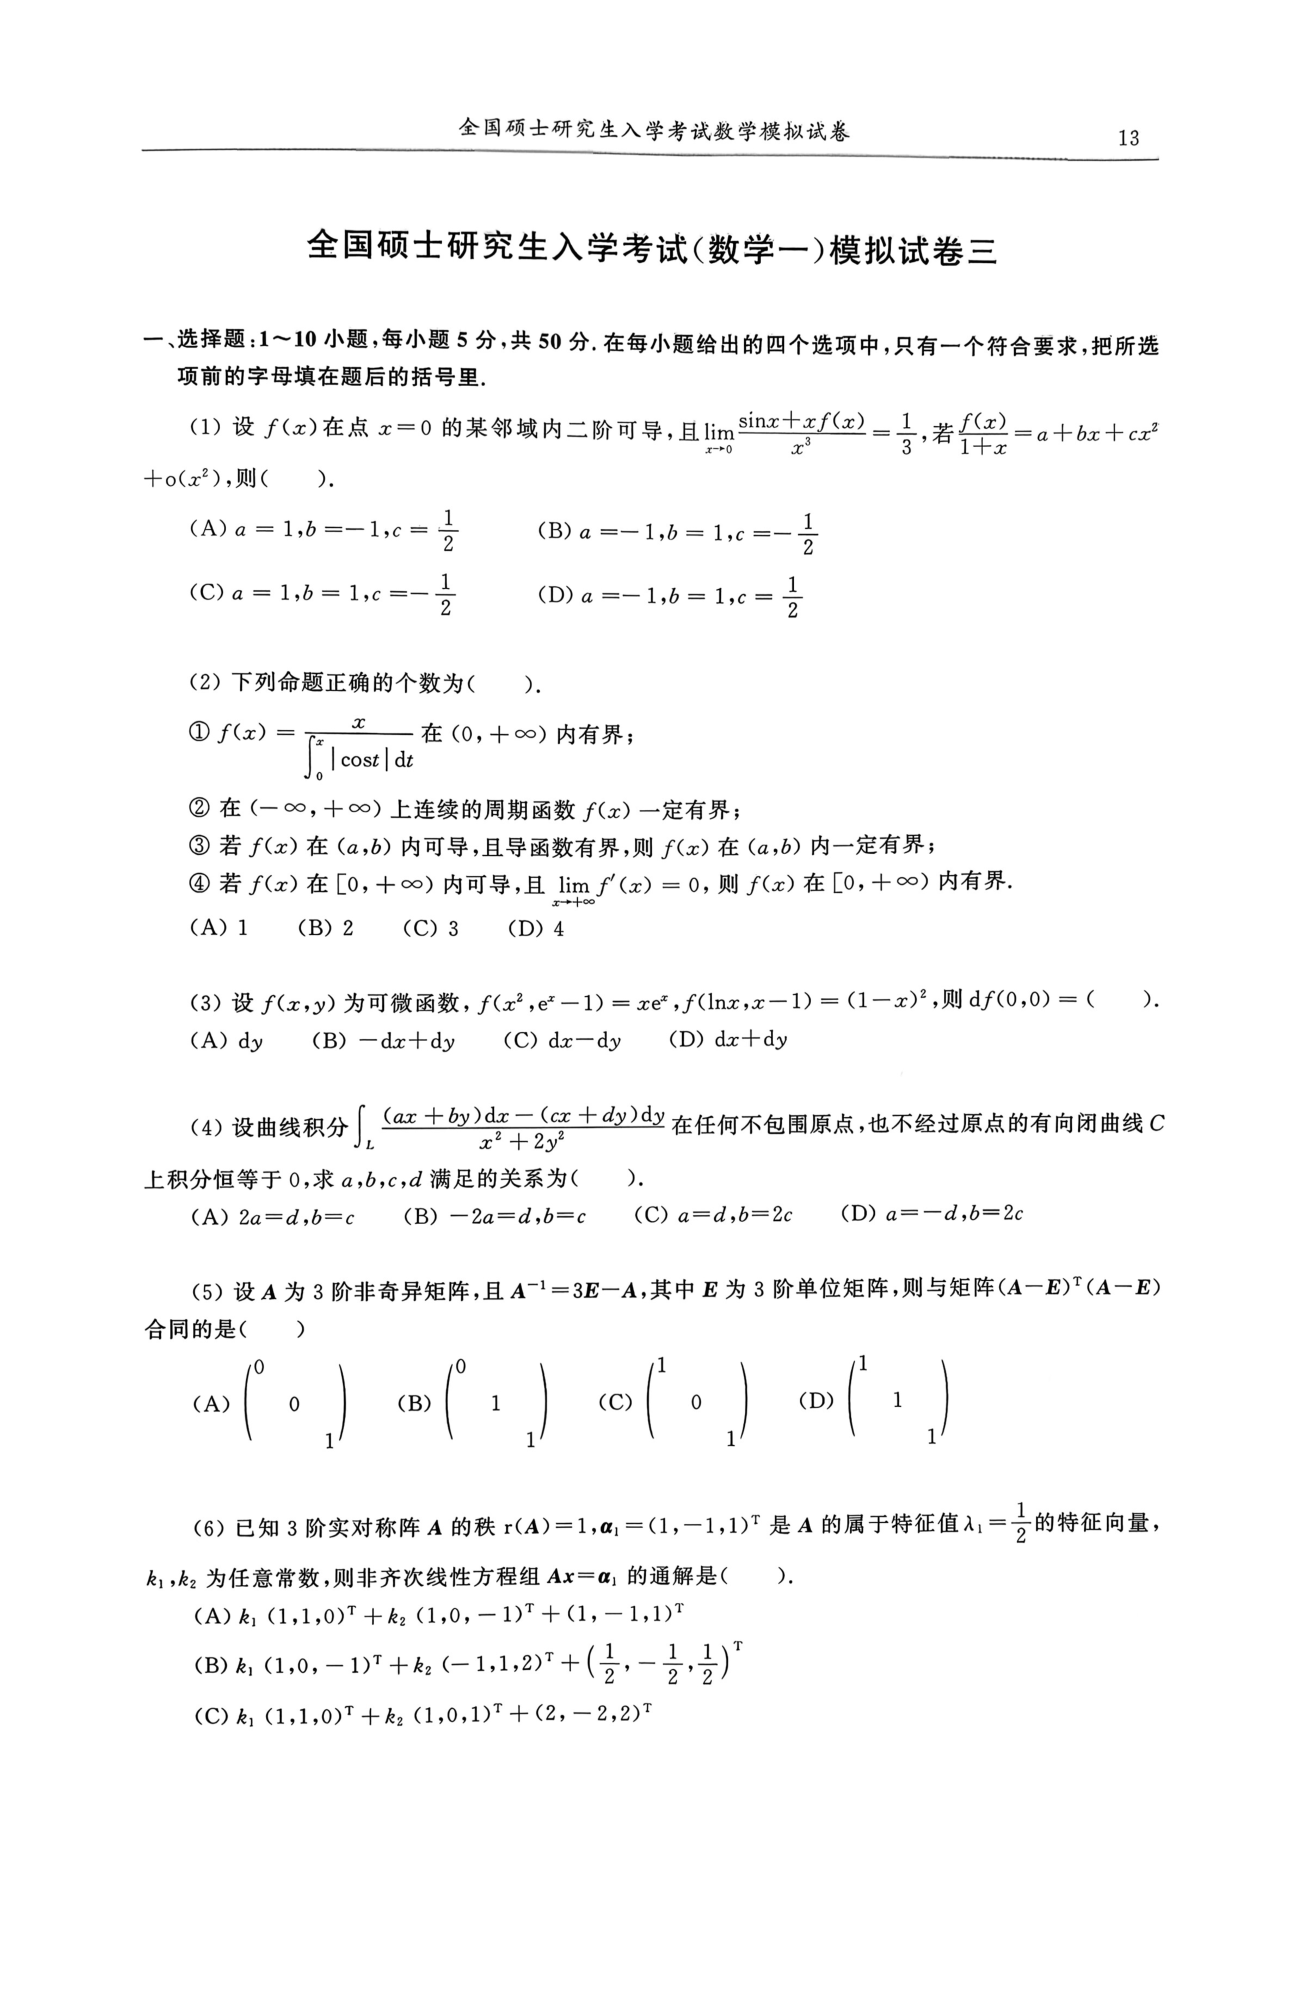 全国硕士研究生入学考试数学模拟试卷
13
全国硕士研究生入学考试(数学一)模拟试卷三
一、选择题:1～10 小题,每小题 5 分,共 50 分.在每小题给出的四个选项中,只有一个符合要求,把所选
项前的字母填在题后的括号里.
(1) 设 f(x)在点 x=0 的某邻域内二阶可导,且 lim_{x→0} (sinx+xf(x))/x³ = 1/3,若 f(x)/(1+x) = a+bx+cx²
+o(x²),则(  ).
(A) a = 1,b =−1,c = 1/2 (B) a =−1,b = 1,c =−1/2
(C) a = 1,b = 1,c =−1/2 (D) a =−1,b = 1,c = 1/2
(2) 下列命题正确的个数为(  ).
① f(x) = x/∫₀ˣ|cost|dt 在 (0,+∞) 内有界;
② 在 (−∞,+∞) 上连续的周期函数 f(x) 一定有界;
③ 若 f(x) 在 (a,b) 内可导,且导函数有界,则 f(x) 在 (a,b) 内一定有界;
④ 若 f(x) 在 [0,+∞) 内可导,且 lim_{x→+∞} f′(x) = 0,则 f(x) 在 [0,+∞) 内有界.
(A) 1 (B) 2 (C) 3 (D) 4
(3) 设 f(x,y) 为可微函数,f(x²,eˣ−1) = xeˣ,f(lnx,x−1) = (1−x)²,则 df(0,0) = (  ).
(A) dy (B) −dx+dy (C) dx−dy (D) dx+dy
(4) 设曲线积分∫_L ((ax+by)dx−(cx+dy)dy)/(x²+2y²) 在任何不包围原点,也不经过原点的有向闭曲线 C
上积分恒等于 0,求 a,b,c,d 满足的关系为(  ).
(A) 2a=d,b=c (B) −2a=d,b=c (C) a=d,b=2c (D) a=−d,b=2c
(5) 设 A 为 3 阶非奇异矩阵,且 A⁻¹=3E−A,其中 E 为 3 阶单位矩阵,则与矩阵(A−E)ᵀ(A−E)
合同的是(  )
(A) (0 0 1) (B) (0 1 1) (C) (1 0 1) (D) (1 1 1)
(6) 已知 3 阶实对称阵 A 的秩 r(A)=1,α₁=(1,−1,1)ᵀ 是 A 的属于特征值 λ₁=1/2的特征向量,
k₁,k₂ 为任意常数,则非齐次线性方程组 Ax=α₁ 的通解是(  ).
(A) k₁ (1,1,0)ᵀ+k₂ (1,0,−1)ᵀ+(1,−1,1)ᵀ
(B) k₁ (1,0,−1)ᵀ+k₂ (−1,1,2)ᵀ+(1/2,−1/2,1/2)ᵀ
(C) k₁ (1,1,0)ᵀ+k₂ (1,0,1)ᵀ+(2,−2,2)ᵀ